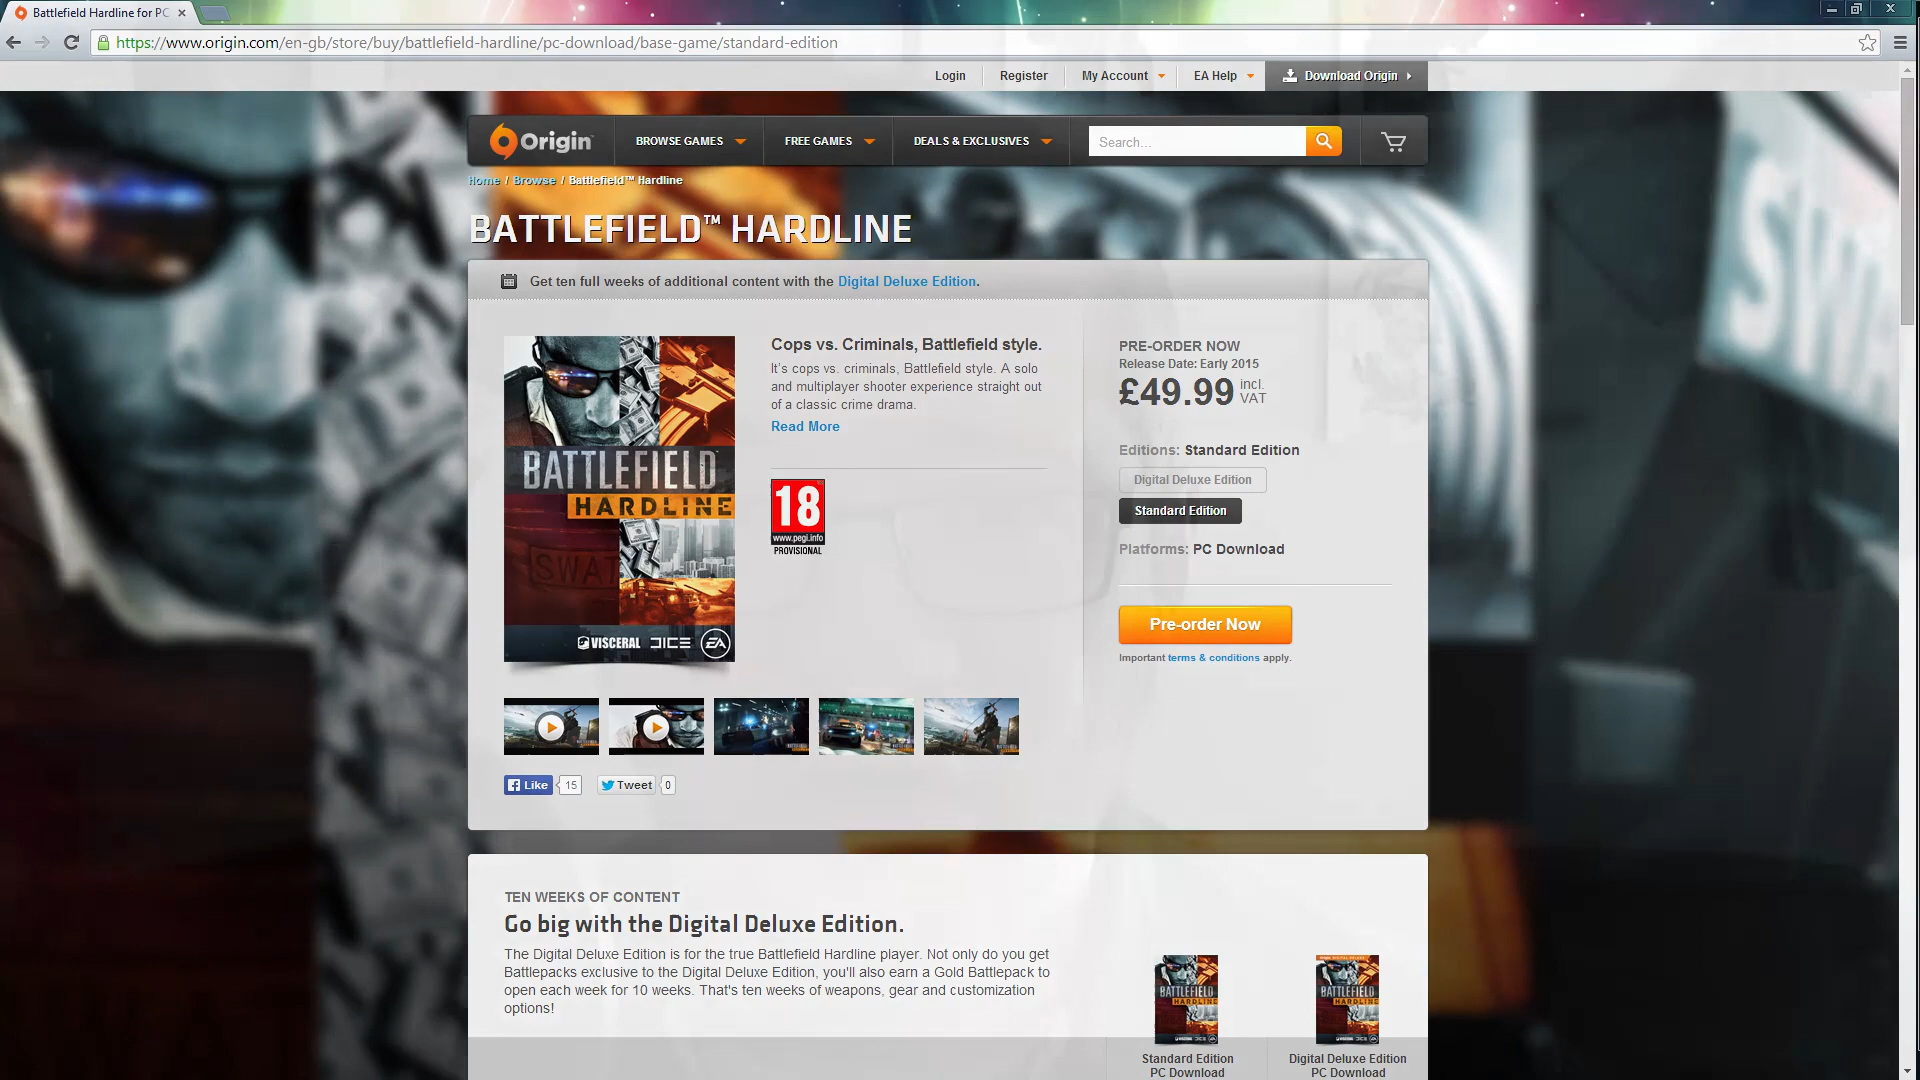 Battlefield Hardline for PC
https://www.origin.com/en-gb/store/buy/battlefield-hardline/pc-download/base-game/standard-edition
Login Register My Account EA Help Download Origin
Origin BROWSE GAMES FREE GAMES DEALS & EXCLUSIVES Search...
Home / Browse / Battlefield™ Hardline
BATTLEFIELD™ HARDLINE
Get ten full weeks of additional content with the Digital Deluxe Edition.
Cops vs. Criminals, Battlefield style.
It's cops vs. criminals, Battlefield style. A solo
and multiplayer shooter experience straight out
of a classic crime drama.
Read More
18
www.pegi.info
PROVISIONAL
BATTLEFIELD
HARDLINE
SWAT
VISCERAL DICE EA
PRE-ORDER NOW
Release Date: Early 2015
£49.99 incl. VAT
Editions: Standard Edition
Digital Deluxe Edition
Standard Edition
Platforms: PC Download
Pre-order Now
Important terms & conditions apply.
Like 15 Tweet 0
TEN WEEKS OF CONTENT
Go big with the Digital Deluxe Edition.
The Digital Deluxe Edition is for the true Battlefield Hardline player. Not only do you get
Battlepacks exclusive to the Digital Deluxe Edition, you'll also earn a Gold Battlepack to
open each week for 10 weeks. That's ten weeks of weapons, gear and customization
options!
BATTLEFIELD
HARDLINE
BATTLEFIELD
HARDLINE
Standard Edition
PC Download
Digital Deluxe Edition
PC Download